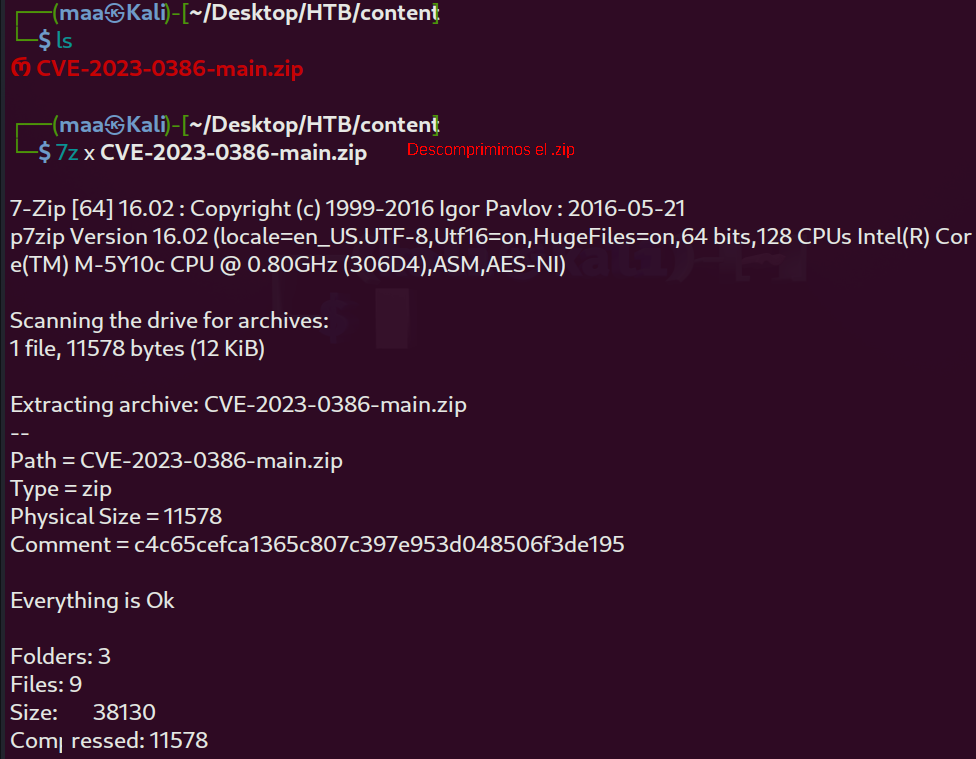 (maa㉿Kali)-[~/Desktop/HTB/content]
$ ls
CVE-2023-0386-main.zip
(maa㉿Kali)-[~/Desktop/HTB/content]
$ 7z x CVE-2023-0386-main.zip Descomprimimos el .zip
7-Zip [64] 16.02 : Copyright (c) 1999-2016 Igor Pavlov : 2016-05-21
p7zip Version 16.02 (locale=en_US.UTF-8,Utf16=on,HugeFiles=on,64 bits,128 CPUs Intel(R) Cor
e(TM) M-5Y10c CPU @ 0.80GHz (306D4),ASM,AES-NI)
Scanning the drive for archives:
1 file, 11578 bytes (12 KiB)
Extracting archive: CVE-2023-0386-main.zip
--
Path = CVE-2023-0386-main.zip
Type = zip
Physical Size = 11578
Comment = c4c65cefca1365c807c397e953d048506f3de195
Everything is Ok
Folders: 3
Files: 9
Size: 38130
Compressed: 11578